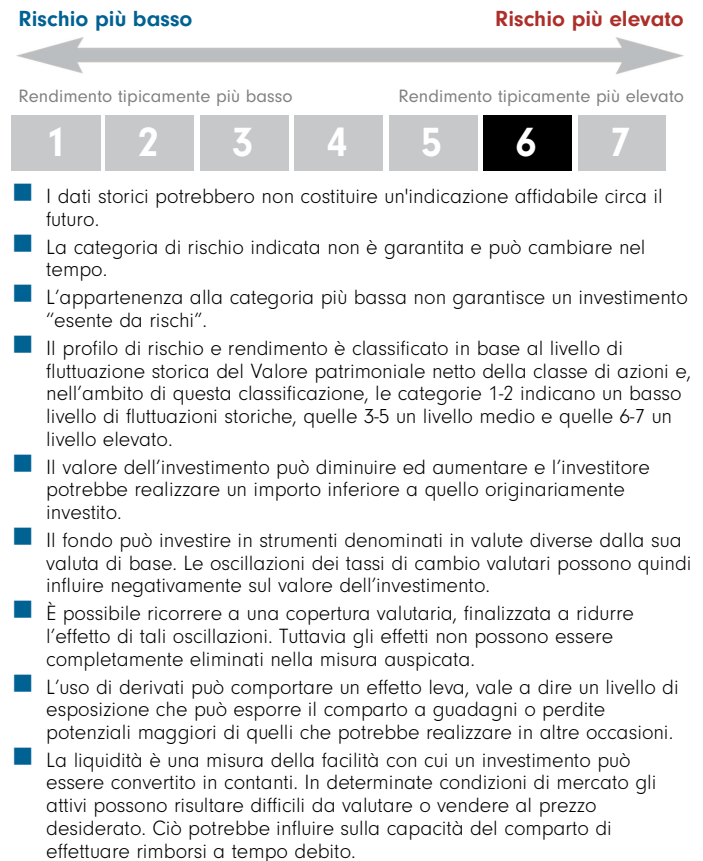 Rischio più basso Rischio più elevato
Rendimento tipicamente più basso Rendimento tipicamente più elevato
1 2 3 4 5 6 7
I dati storici potrebbero non costituire un'indicazione affidabile circa il
futuro.
La categoria di rischio indicata non è garantita e può cambiare nel
tempo.
L’appartenenza alla categoria più bassa non garantisce un investimento
“esente da rischi”.
Il profilo di rischio e rendimento è classificato in base al livello di
fluttuazione storica del Valore patrimoniale netto della classe di azioni e,
nell’ambito di questa classificazione, le categorie 1-2 indicano un basso
livello di fluttuazioni storiche, quelle 3-5 un livello medio e quelle 6-7 un
livello elevato.
Il valore dell’investimento può diminuire ed aumentare e l’investitore
potrebbe realizzare un importo inferiore a quello originariamente
investito.
Il fondo può investire in strumenti denominati in valute diverse dalla sua
valuta di base. Le oscillazioni dei tassi di cambio valutari possono quindi
influire negativamente sul valore dell’investimento.
È possibile ricorrere a una copertura valutaria, finalizzata a ridurre
l’effetto di tali oscillazioni. Tuttavia gli effetti non possono essere
completamente eliminati nella misura auspicata.
L’uso di derivati può comportare un effetto leva, vale a dire un livello di
esposizione che può esporre il comparto a guadagni o perdite
potenziali maggiori di quelli che potrebbe realizzare in altre occasioni.
La liquidità è una misura della facilità con cui un investimento può
essere convertito in contanti. In determinate condizioni di mercato gli
attivi possono risultare difficili da valutare o vendere al prezzo
desiderato. Ciò potrebbe influire sulla capacità del comparto di
effettuare rimborsi a tempo debito.